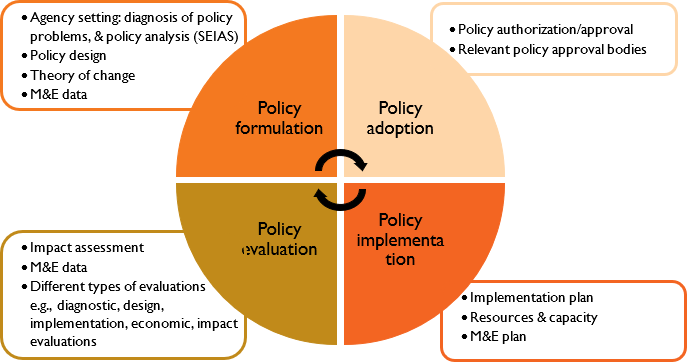 • Agency setting: diagnosis of policy
problems, & policy analysis (SEIAS)
• Policy design
• Theory of change
• M&E data
• Policy authorization/approval
• Relevant policy approval bodies
Policy
formulation
Policy
adoption
Policy
evaluation
Policy
implementa
tion
• Impact assessment
• M&E data
• Different types of evaluations
e.g., diagnostic, design,
implementation, economic, impact
evaluations
• Implementation plan
• Resources & capacity
• M&E plan